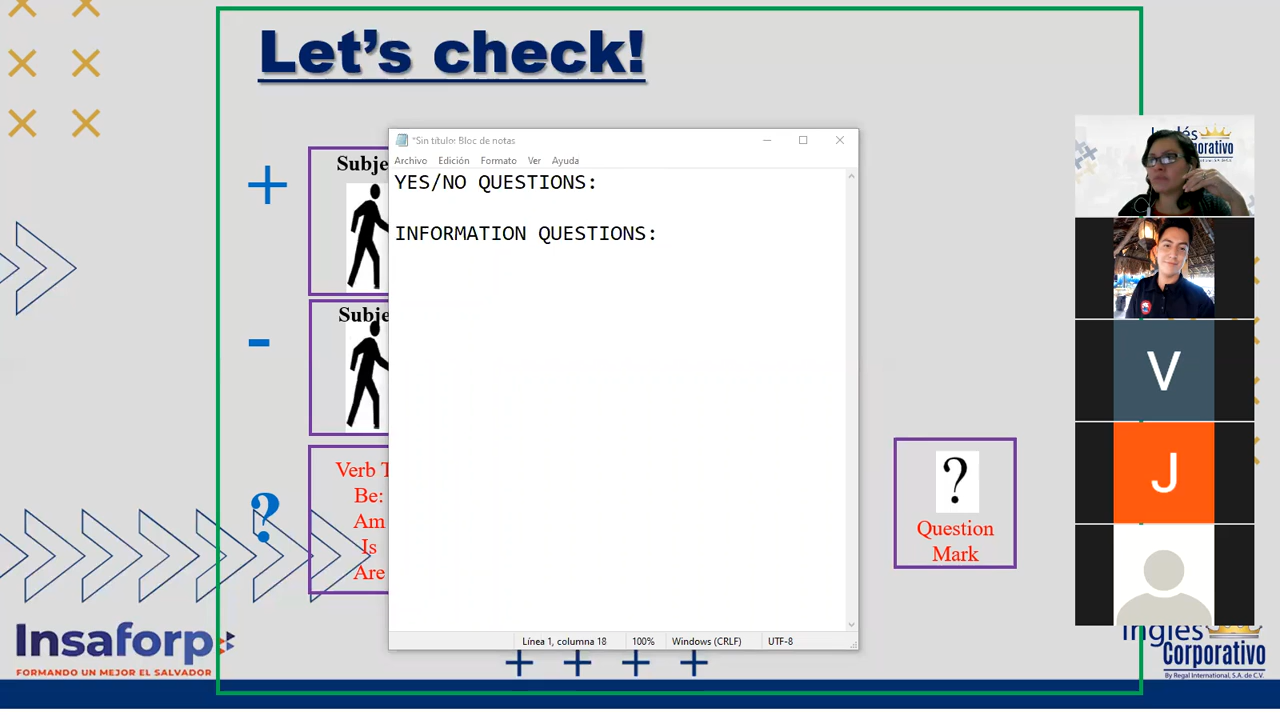 Let's check!
+
Subje
-
Subje
?
Verb T
Be:
Am
Is
Are
*Sin título: Bloc de notas
Archivo Edición Formato Ver Ayuda
YES/NO QUESTIONS:
INFORMATION QUESTIONS:
Línea 1, columna 18 100% Windows (CRLF) UTF-8
?
Question
Mark
Inglés
Corporativo
V
J
Insaforp
FORMANDO UN MEJOR EL SALVADOR
Inglés
Corporativo
By Regal International, S.A. de C.V.